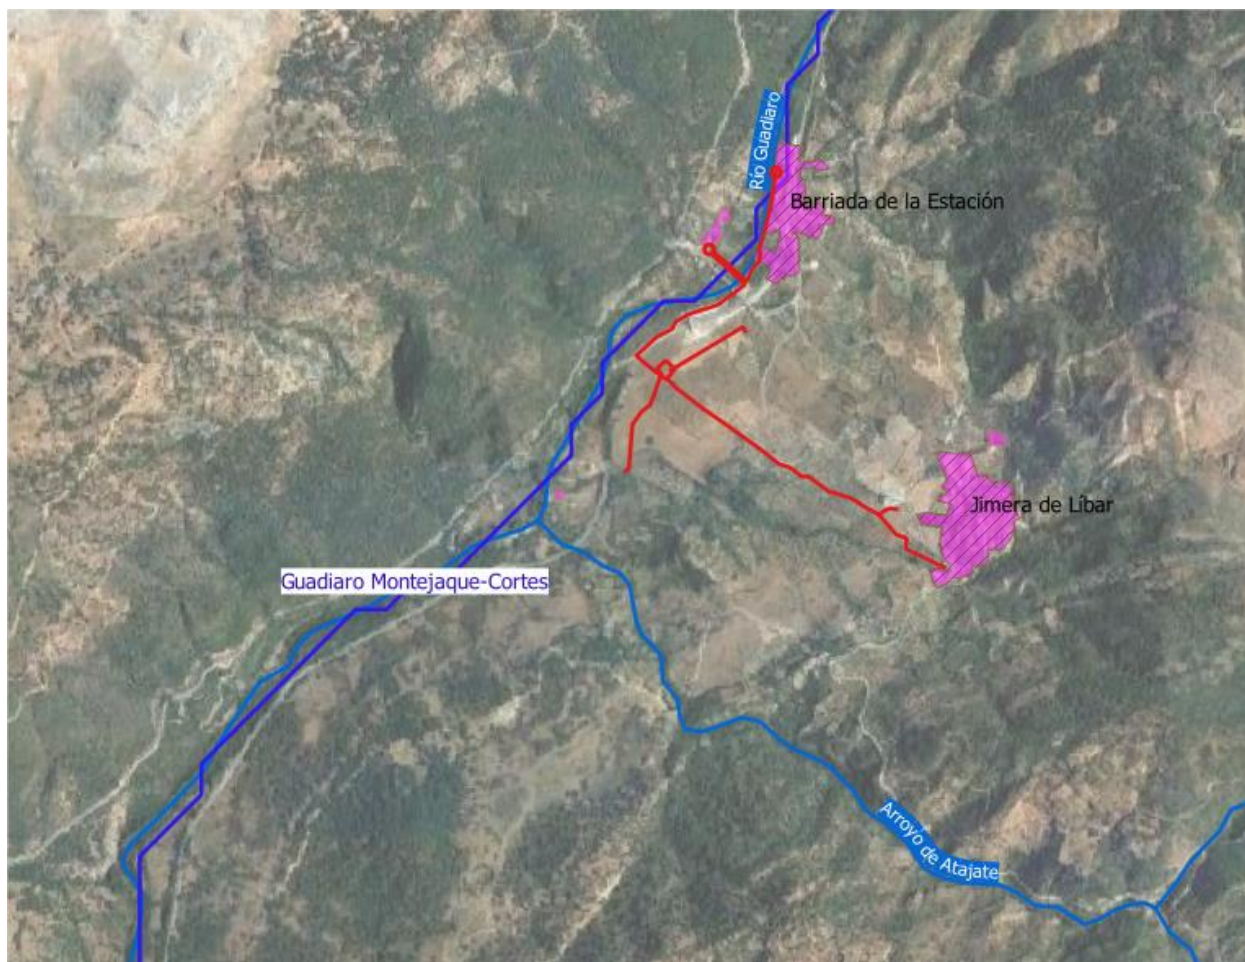 Río Guadiaro
Barriada de la Estación
Jimera de Líbar
Guadiaro Montejaque-Cortes
Arroyo de Atajate